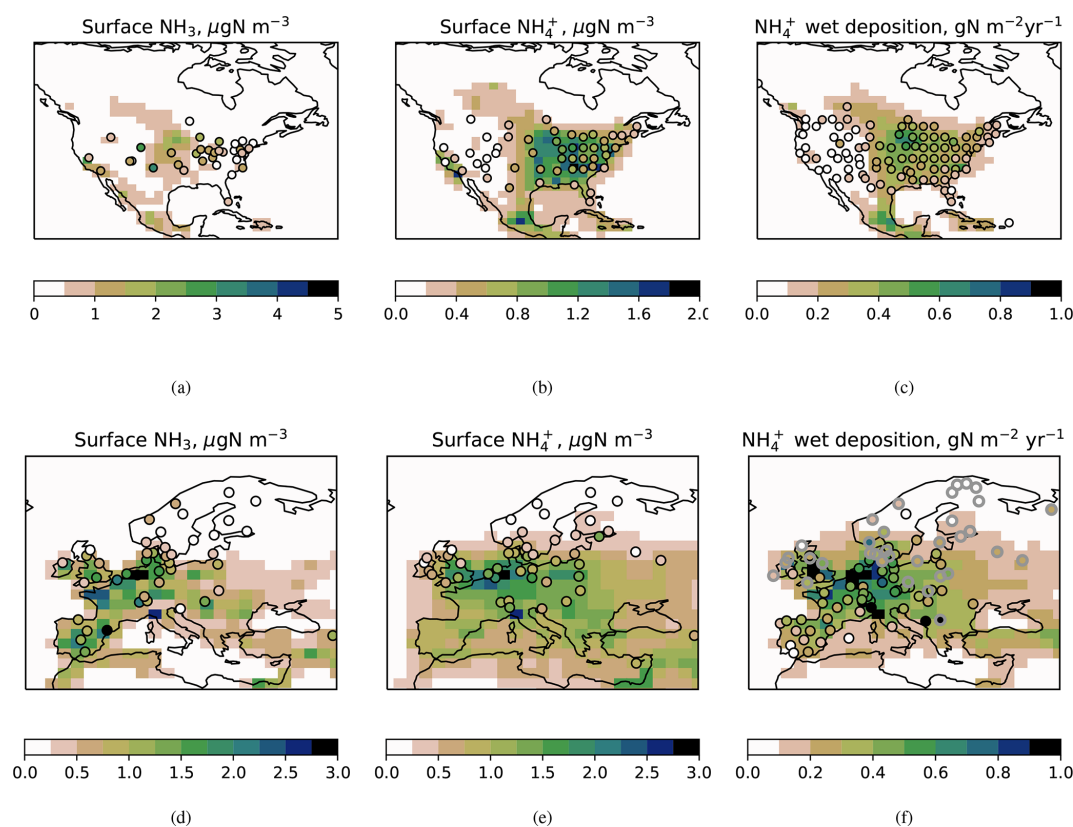 Surface NH₃, μgN m⁻³
Surface NH₄⁺, μgN m⁻³
NH₄⁺ wet deposition, gN m⁻²yr⁻¹
0 1 2 3 4 5
0.0 0.4 0.8 1.2 1.6 2.0
0.0 0.2 0.4 0.6 0.8 1.0
(a)
(b)
(c)
Surface NH₃, μgN m⁻³
Surface NH₄⁺, μgN m⁻³
NH₄⁺ wet deposition, gN m⁻² yr⁻¹
0.0 0.5 1.0 1.5 2.0 2.5 3.0
0.0 0.5 1.0 1.5 2.0 2.5 3.0
0.0 0.2 0.4 0.6 0.8 1.0
(d)
(e)
(f)